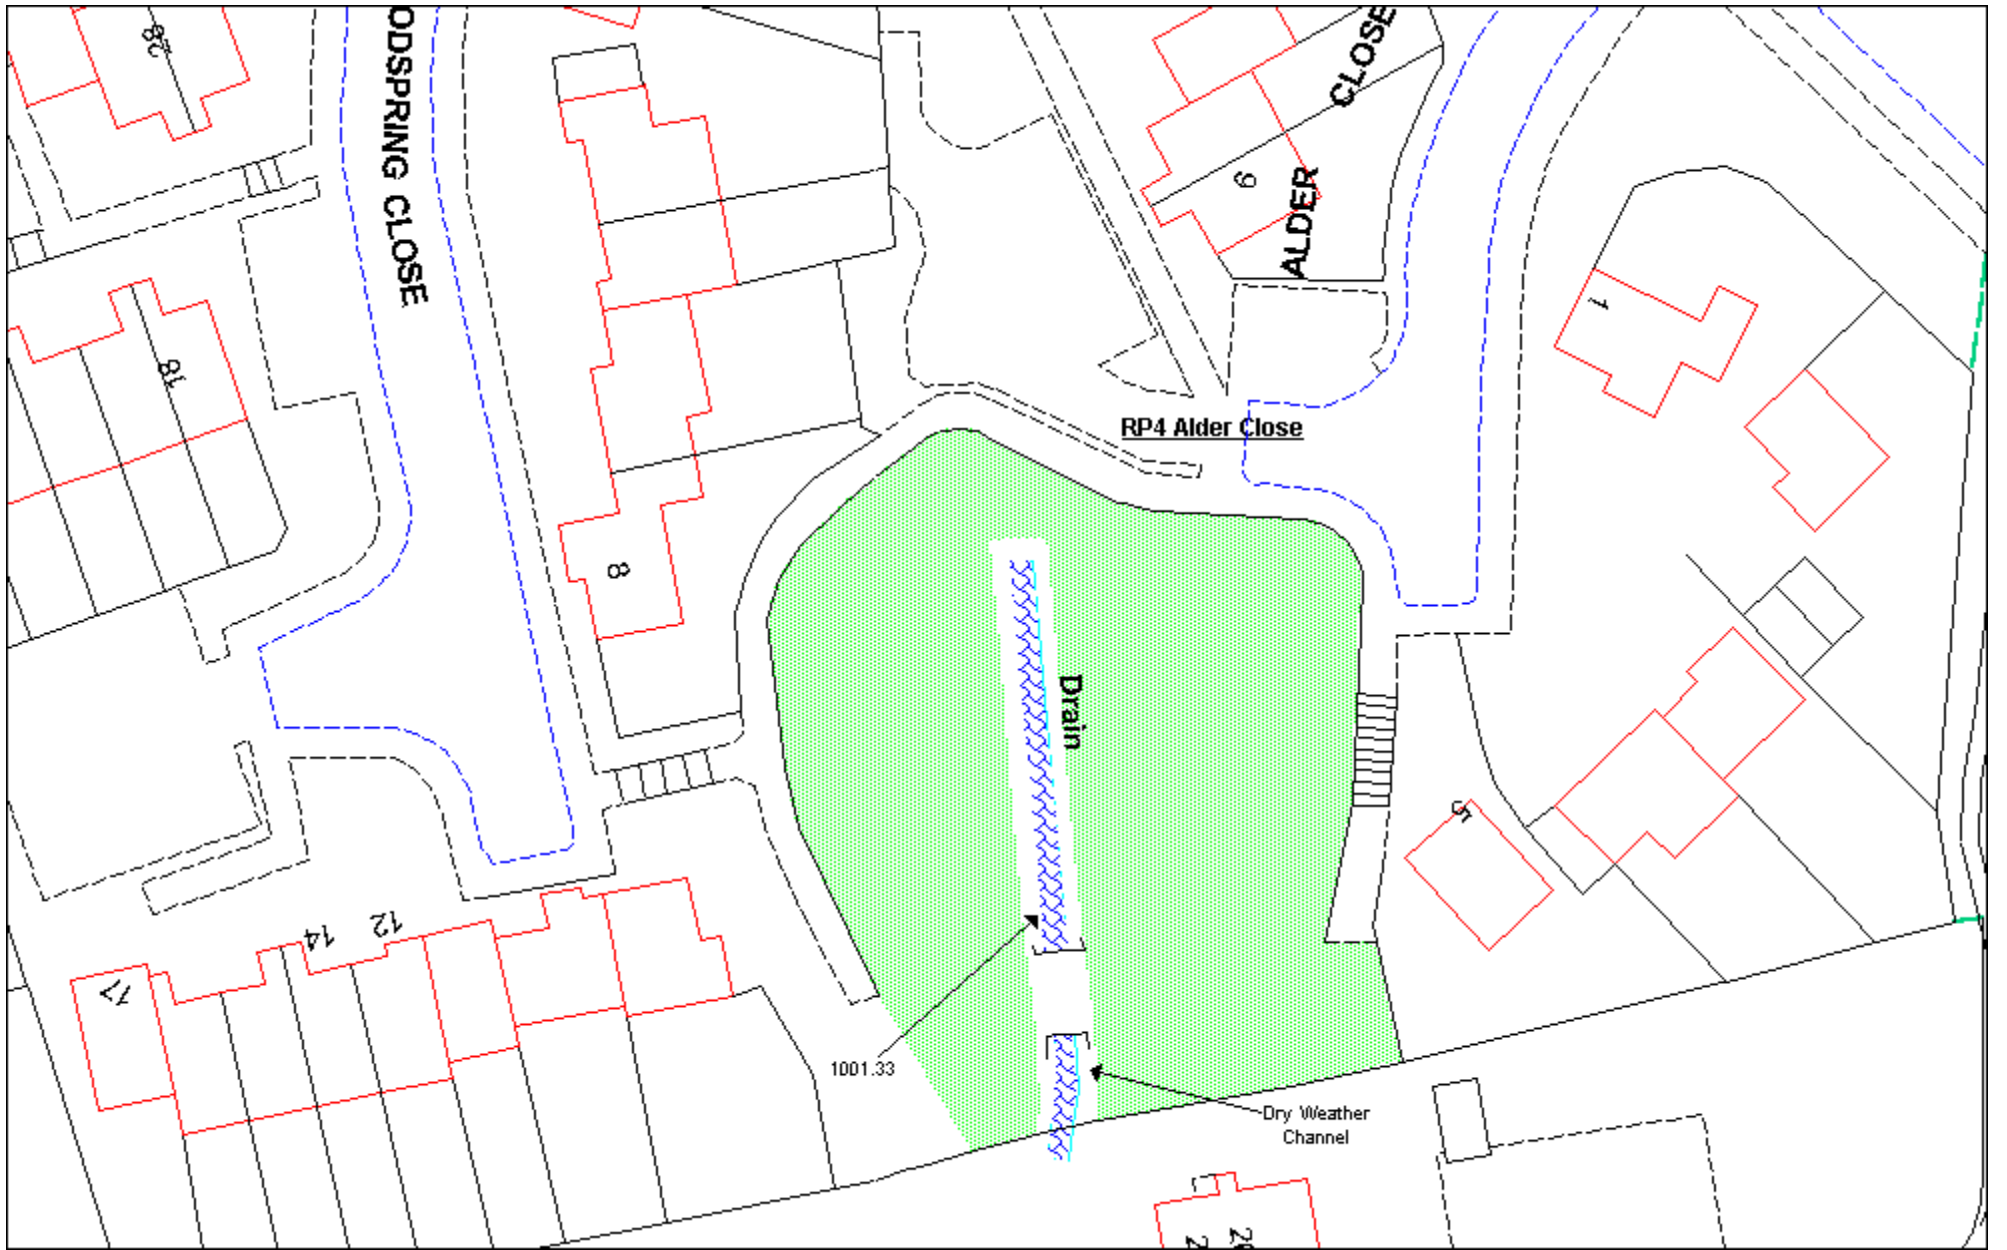 28
ODSPRING CLOSE
CLOSE
ALDER
9
1
18
RP4 Alder Close
8
Drain
5
14
12
17
1001.33
Dry Weather
Channel